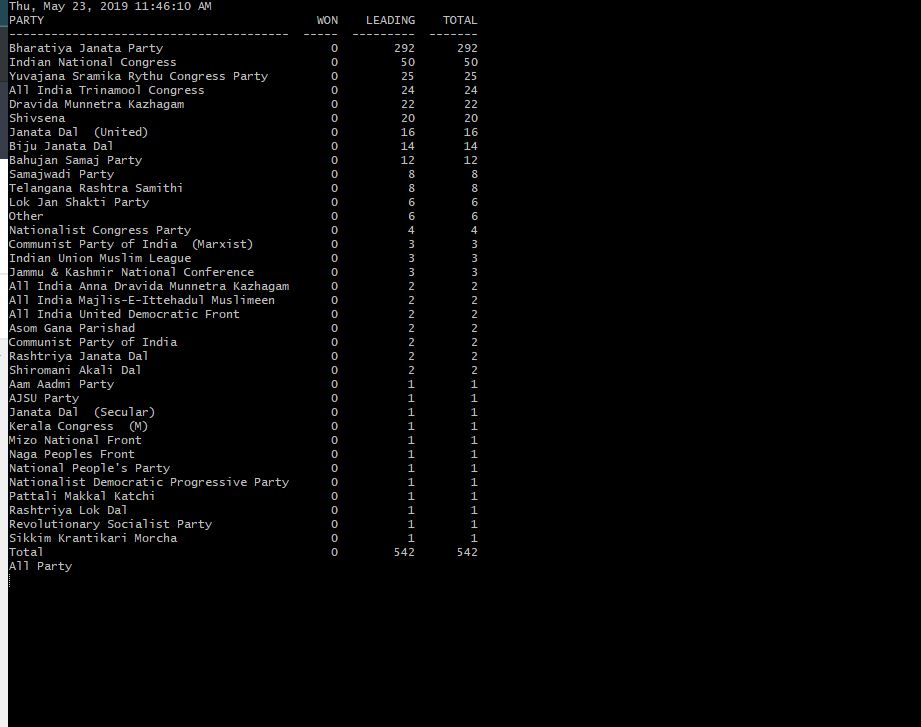 Thu, May 23, 2019 11:46:10 AM
PARTY WON LEADING TOTAL
---------------------------------------- ----- --------- -------
Bharatiya Janata Party 0 292 292
Indian National Congress 0 50 50
Yuvajana Sramika Rythu Congress Party 0 25 25
All India Trinamool Congress 0 24 24
Dravida Munnetra Kazhagam 0 22 22
Shivsena 0 20 20
Janata Dal  (United) 0 16 16
Biju Janata Dal 0 14 14
Bahujan Samaj Party 0 12 12
Samajwadi Party 0 8 8
Telangana Rashtra Samithi 0 8 8
Lok Jan Shakti Party 0 6 6
Other 0 6 6
Nationalist Congress Party 0 4 4
Communist Party of India  (Marxist) 0 3 3
Indian Union Muslim League 0 3 3
Jammu & Kashmir National Conference 0 3 3
All India Anna Dravida Munnetra Kazhagam 0 2 2
All India Majlis-E-Ittehadul Muslimeen 0 2 2
All India United Democratic Front 0 2 2
Asom Gana Parishad 0 2 2
Communist Party of India 0 2 2
Rashtriya Janata Dal 0 2 2
Shiromani Akali Dal 0 2 2
Aam Aadmi Party 0 1 1
AJSU Party 0 1 1
Janata Dal  (Secular) 0 1 1
Kerala Congress  (M) 0 1 1
Mizo National Front 0 1 1
Naga Peoples Front 0 1 1
National People's Party 0 1 1
Nationalist Democratic Progressive Party 0 1 1
Pattali Makkal Katchi 0 1 1
Rashtriya Lok Dal 0 1 1
Revolutionary Socialist Party 0 1 1
Sikkim Krantikari Morcha 0 1 1
Total 0 542 542
All Party